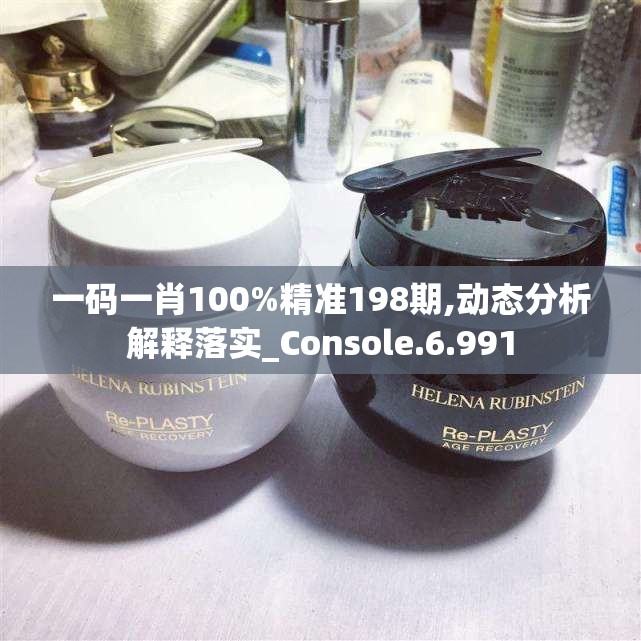 一码一肖100%精准198期,动态分析
解释落实_Console.6.991
HELENA RUBINSTEIN
Re-PLASTY
AGE RECOVERY
HELENA RUBINSTEIN
Re-PLASTY
AGE RECOVERY